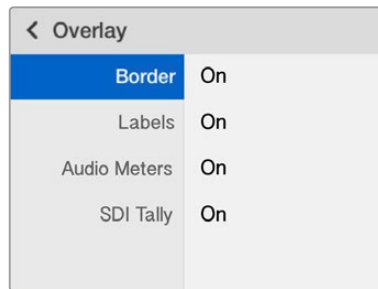 Overlay
Border On
Labels On
Audio Meters On
SDI Tally On